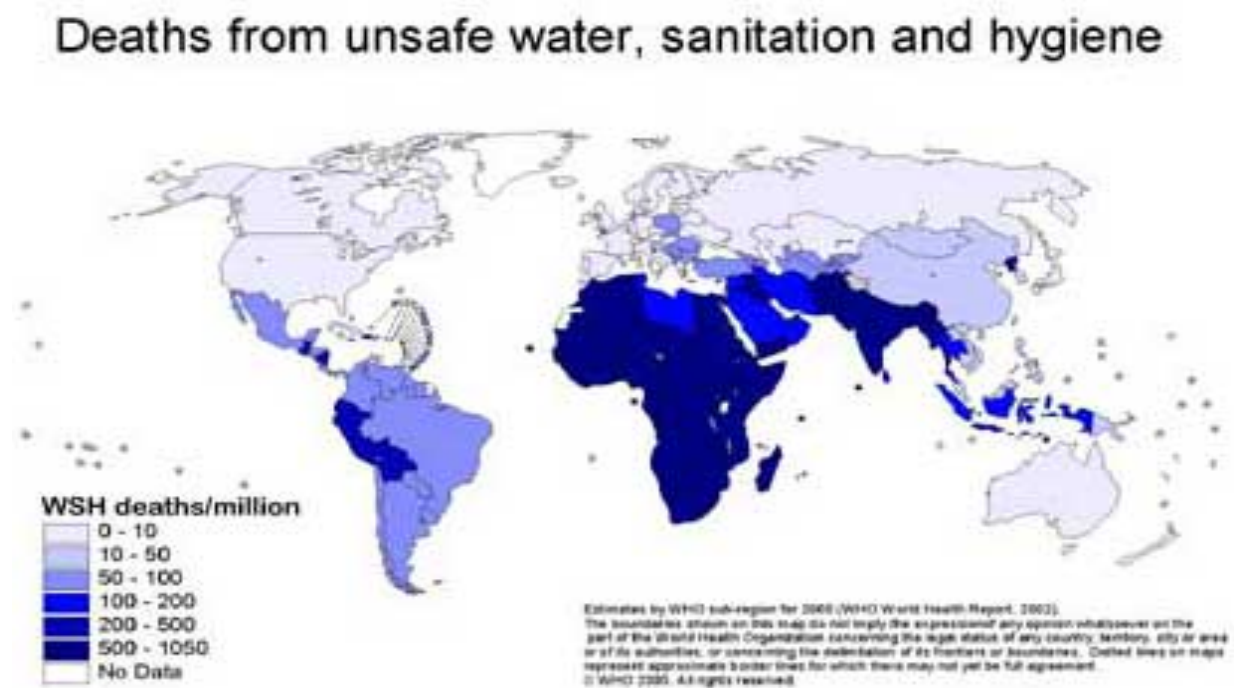 Deaths from unsafe water, sanitation and hygiene
WSH deaths/million
0 - 10
10 - 50
50 - 100
100 - 200
200 - 500
500 - 1050
No Data
Estimates by WHO sub-region for 2000 (WHO World Health Report, 2002).
The boundaries shown on this map do not imply the expression of any opinion whatsoever on the
part of the World Health Organization concerning the legal status of any country, territory, city or area
or of its authorities, or concerning the delimitation of its frontiers or boundaries. Dotted lines on maps
represent approximate border lines for which there may not yet be full agreement.
© WHO 2005. All rights reserved.